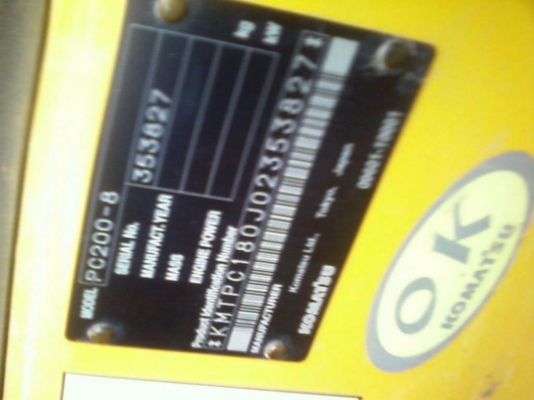 MODEL PC200-8
SERIAL No. 353827
MANUFACT. YEAR
MASS kg
ENGINE POWER kW
Product Identification Number
*KMTPC180J02353827*
MANUFACTURER
Komatsu Ltd., Tokyo, Japan
KOMATSU
OK
KOMATSU